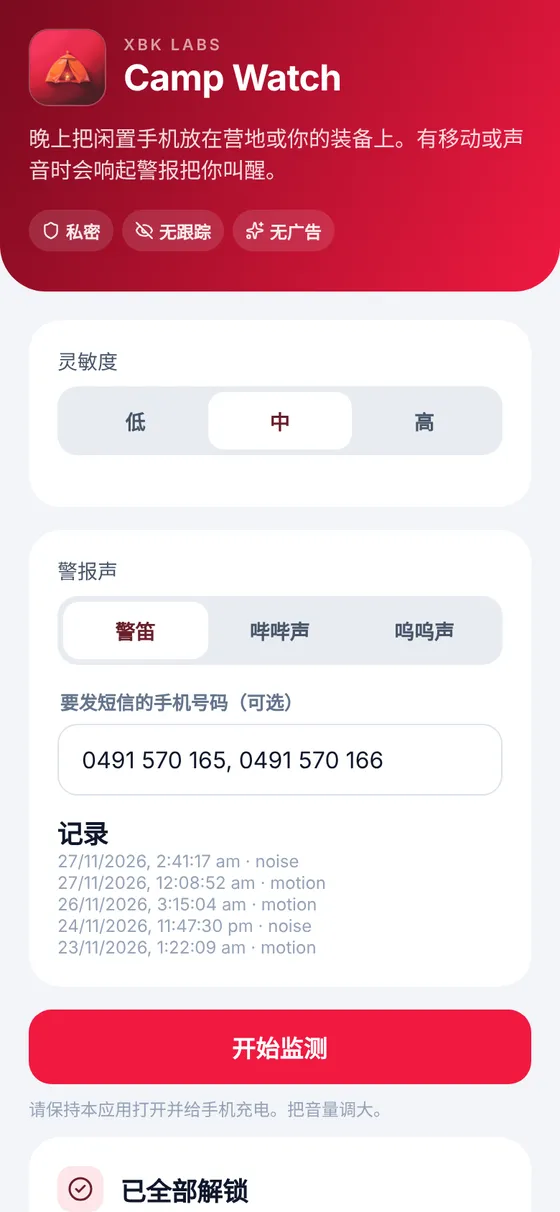 XBK LABS
Camp Watch
晚上把闲置手机放在营地或你的装备上。有移动或声
音时会响起警报把你叫醒。
私密 无跟踪 无广告
灵敏度
低 中 高
警报声
警笛 哔哔声 呜呜声
要发短信的手机号码（可选）
0491 570 165, 0491 570 166
记录
27/11/2026, 2:41:17 am · noise
27/11/2026, 12:08:52 am · motion
26/11/2026, 3:15:04 am · motion
24/11/2026, 11:47:30 pm · noise
23/11/2026, 1:22:09 am · motion
开始监测
请保持本应用打开并给手机充电。把音量调大。
已全部解锁